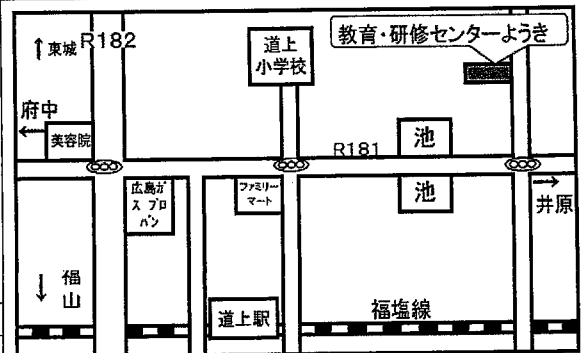 ↑東城
R182
道上
小学校
教育・研修センターようき
府中
←
美容院
R181
池
広島ガ
ス プロ
パン
ファミリー
マート
池
→
井原
↓
福
山
道上駅
福塩線